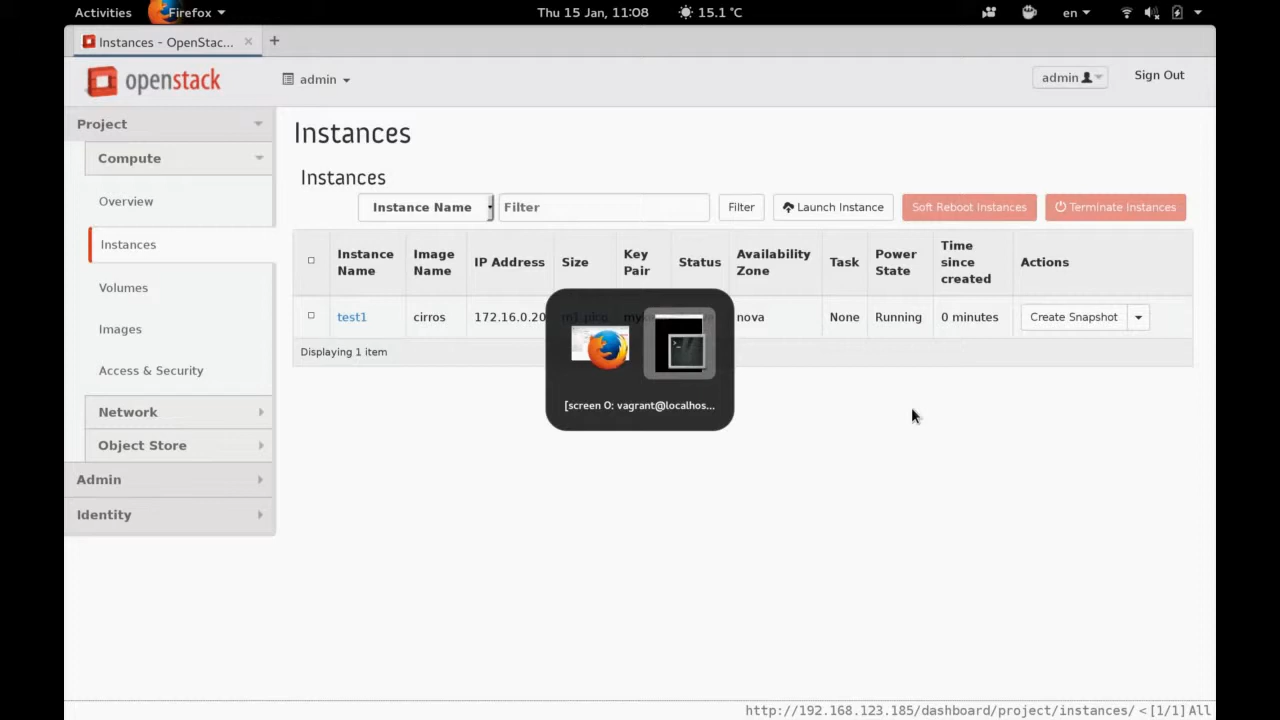 Activities Firefox Thu 15 Jan, 11:08 15.1 °C en
Instances - OpenStac...
openstack admin admin Sign Out
Project
Compute
Overview
Instances
Volumes
Images
Access & Security
Network
Object Store
Admin
Identity
Instances
Instances
Instance Name Filter Filter Launch Instance Soft Reboot Instances Terminate Instances
Instance Name Image Name IP Address Size Key Pair Status Availability Zone Task Power State Time since created Actions
test1 cirros 172.16.0.20 m1.pico nova None Running 0 minutes Create Snapshot
Displaying 1 item
[screen 0: vagrant@localhos...
http://192.168.123.185/dashboard/project/instances/ <[1/1]All